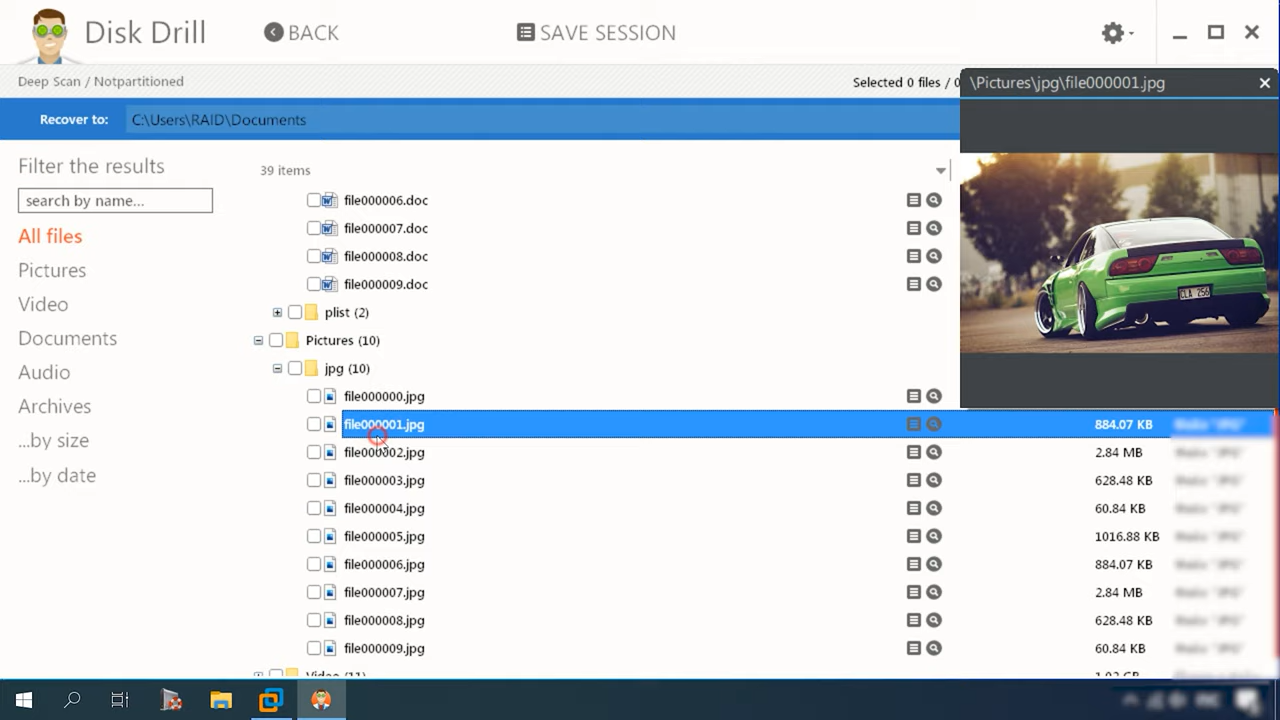 Disk Drill
BACK
SAVE SESSION
Deep Scan / Notpartitioned
Selected 0 files / 0
\Pictures\jpg\file000001.jpg
Recover to:
C:\Users\RAID\Documents
Filter the results
search by name...
All files
Pictures
Video
Documents
Audio
Archives
...by size
...by date
39 items
file000006.doc
file000007.doc
file000008.doc
file000009.doc
plist (2)
Pictures (10)
jpg (10)
file000000.jpg
file000001.jpg 884.07 KB
file000002.jpg 2.84 MB
file000003.jpg 628.48 KB
file000004.jpg 60.84 KB
file000005.jpg 1016.88 KB
file000006.jpg 884.07 KB
file000007.jpg 2.84 MB
file000008.jpg 628.48 KB
file000009.jpg 60.84 KB
Video (11)